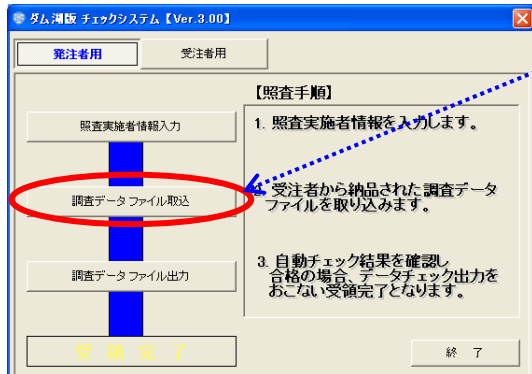 ダム湖版 チェックシステム【Ver.3.00】
発注者用
受注者用
【照査手順】
照査実施者情報入力
1. 照査実施者情報を入力します。
調査データファイル取込
2. 受注者から納品された調査データ
ファイルを取り込みます。
調査データファイル出力
3. 自動チェック結果を確認し
合格の場合、データチェック出力を
おこない受領完了となります。
受 領 完 了
終 了